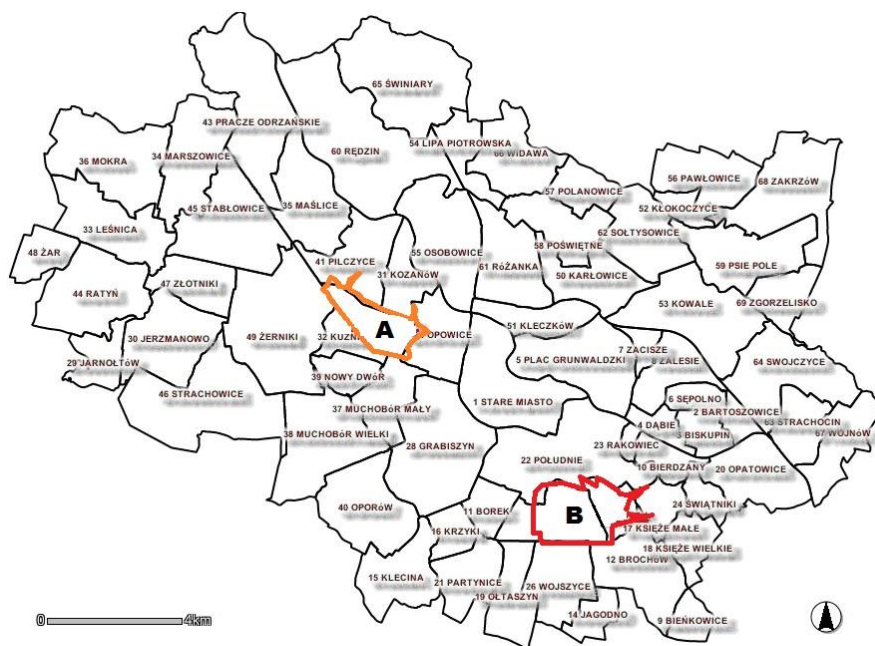 65 ŚWINIARY
43 PRACZE ODRZAŃSKIE
54 LIPA PIOTROWSKA
60 RĘDZIN
66 WIDAWA
36 MOKRA
34 MARSZOWICE
56 PAWŁOWICE
68 ZAKRZóW
57 POLANOWICE
45 STABŁOWICE
35 MAŚLICE
52 KŁOKOCZYCE
33 LEŚNICA
62 SOŁTYSOWICE
48 ŻAR
58 POŚWIĘTNE
55 OSOBOWICE
41 PILCZYCE
59 PSIE POLE
61 RóŻANKA
31 KOZANóW
50 KARŁOWICE
47 ZŁOTNIKI
44 RATYŃ
53 KOWALE
69 ZGORZELISKO
51 KLECZKóW
A
OPOWICE
30 JERZMANOWO
49 ŻERNIKI
32 KUZN
7 ZACISZE
5 PLAC GRUNWALDZKI
8 ZALESIE
64 SWOJCZYCE
29 JARNOŁTóW
39 NOWY DWóR
46 STRACHOWICE
6 SĘPOLNO
1 STARE MIASTO
37 MUCHOBóR MAŁY
2 BARTOSZOWICE
63 STRACHOCIN
4 DĄBIE
3 BISKUPIN
67 WOJNóW
38 MUCHOBóR WIELKI
28 GRABISZYN
23 RAKOWIEC
22 POŁUDNIE
10 BIERDZANY
20 OPATOWICE
40 OPORóW
11 BOREK
24 ŚWIĄTNIKI
B
17 KSIĘŻE MAŁE
16 KRZYKI
18 KSIĘŻE WIELKIE
12 BROCHóW
15 KLECINA
21 PARTYNICE
26 WOJSZYCE
19 OŁTASZYN
14 JAGODNO
9 BIEŃKOWICE
0 4km